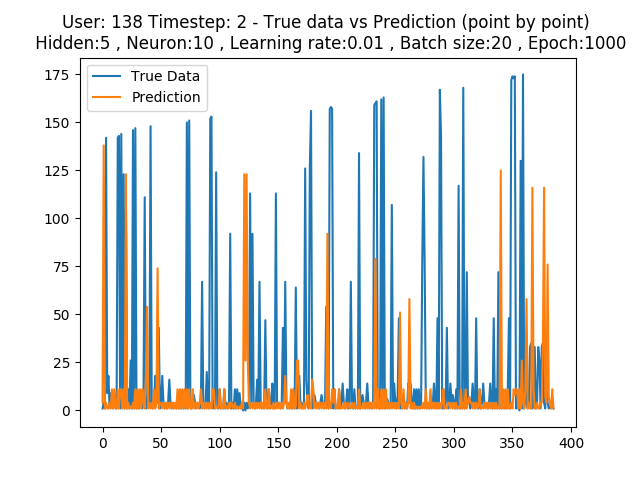 User: 138 Timestep: 2 - True data vs Prediction (point by point)
Hidden:5 , Neuron:10 , Learning rate:0.01 , Batch size:20 , Epoch:1000
True Data
Prediction
175
150
125
100
75
50
25
0
0 50 100 150 200 250 300 350 400